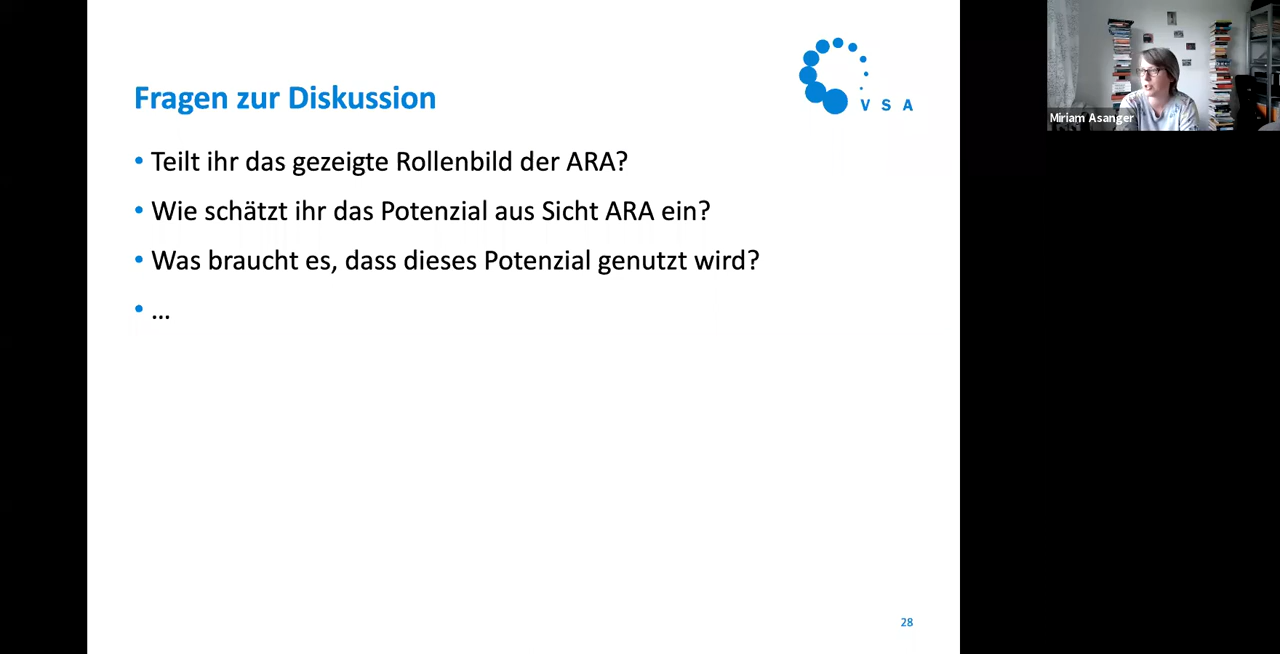 Fragen zur Diskussion
V S A
Miriam Asanger
• Teilt ihr das gezeigte Rollenbild der ARA?
• Wie schätzt ihr das Potenzial aus Sicht ARA ein?
• Was braucht es, dass dieses Potenzial genutzt wird?
• ...
28